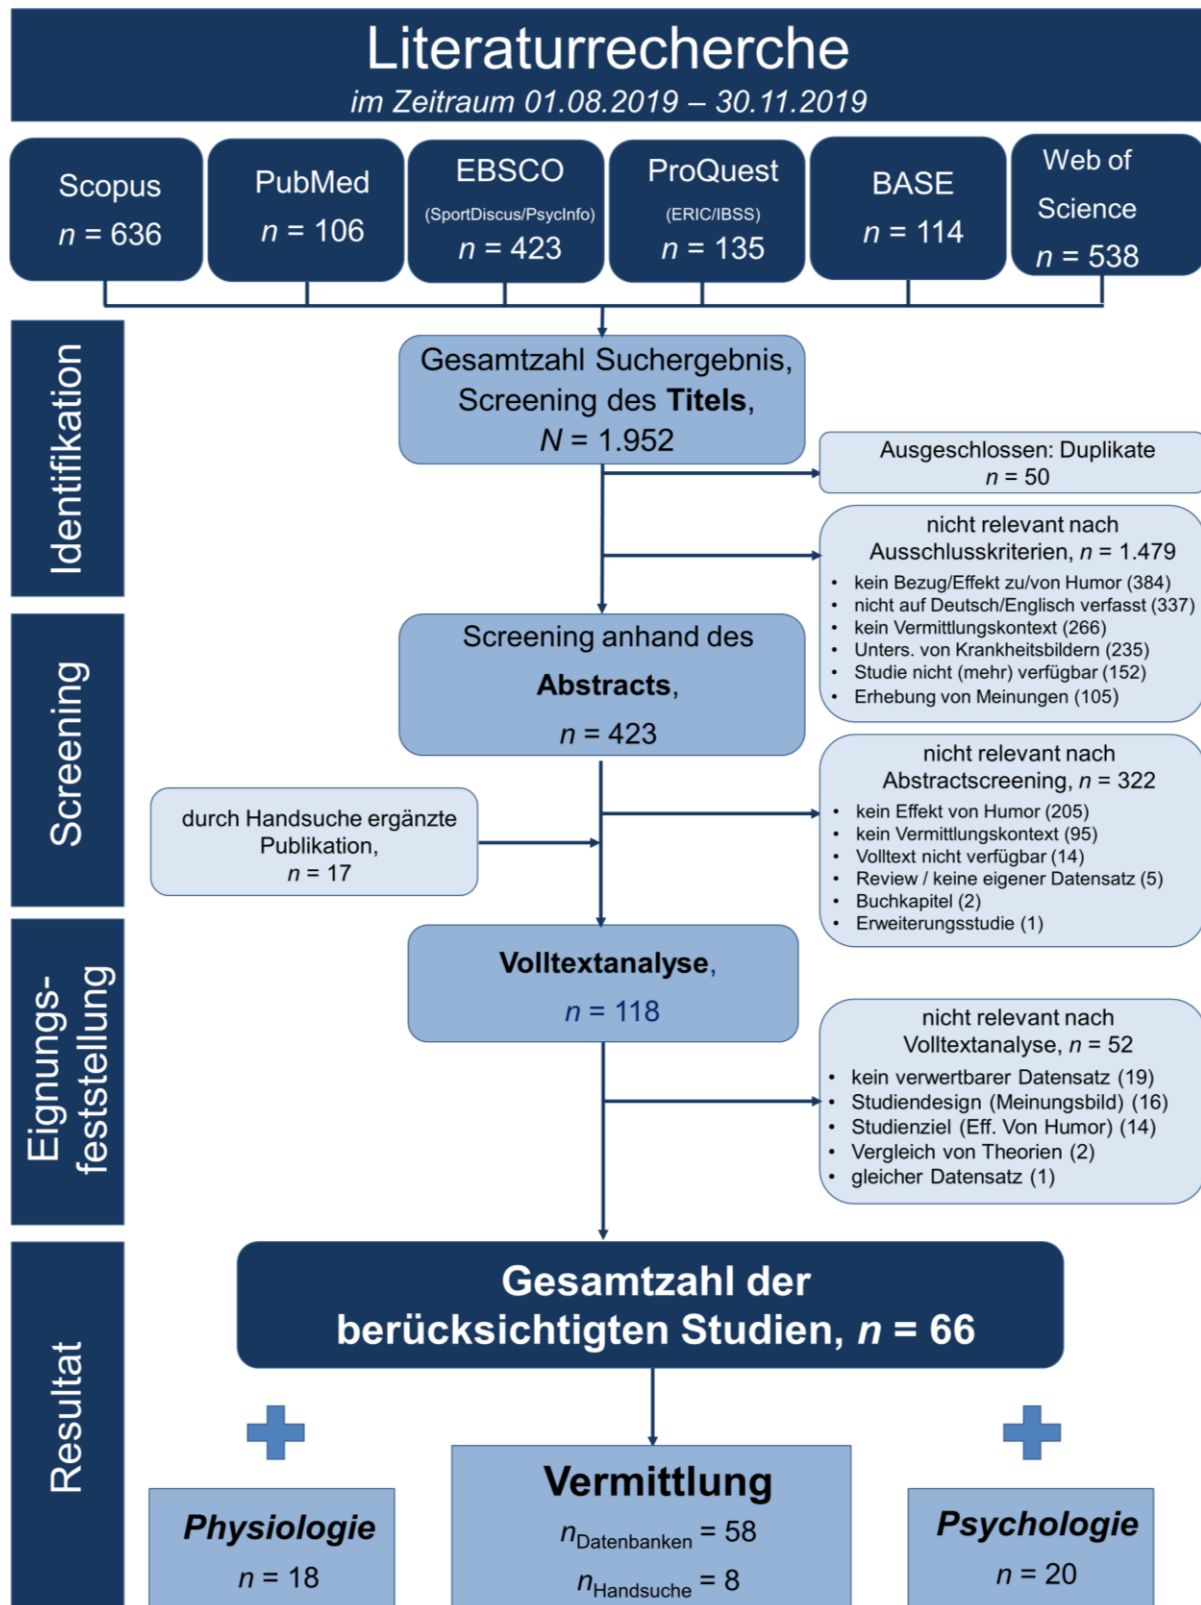 Literaturrecherche
im Zeitraum 01.08.2019 – 30.11.2019
Scopus
n = 636
PubMed
n = 106
EBSCO
(SportDiscus/PsycInfo)
n = 423
ProQuest
(ERIC/IBSS)
n = 135
BASE
n = 114
Web of
Science
n = 538
Identifikation
Gesamtzahl Suchergebnis,
Screening des Titels,
N = 1.952
Ausgeschlossen: Duplikate
n = 50
nicht relevant nach
Ausschlusskriterien, n = 1.479
• kein Bezug/Effekt zu/von Humor (384)
• nicht auf Deutsch/Englisch verfasst (337)
• kein Vermittlungskontext (266)
• Unters. von Krankheitsbildern (235)
• Studie nicht (mehr) verfügbar (152)
• Erhebung von Meinungen (105)
Screening
Screening anhand des
Abstracts,
n = 423
nicht relevant nach
Abstractscreening, n = 322
• kein Effekt von Humor (205)
• kein Vermittlungskontext (95)
• Volltext nicht verfügbar (14)
• Review / keine eigener Datensatz (5)
• Buchkapitel (2)
• Erweiterungsstudie (1)
durch Handsuche ergänzte
Publikation,
n = 17
Eignungs-
feststellung
Volltextanalyse,
n = 118
nicht relevant nach
Volltextanalyse, n = 52
• kein verwertbarer Datensatz (19)
• Studiendesign (Meinungsbild) (16)
• Studienziel (Eff. Von Humor) (14)
• Vergleich von Theorien (2)
• gleicher Datensatz (1)
Resultat
Gesamtzahl der
berücksichtigten Studien, n = 66
Physiologie
n = 18
Vermittlung
nDatenbanken = 58
nHandsuche = 8
Psychologie
n = 20